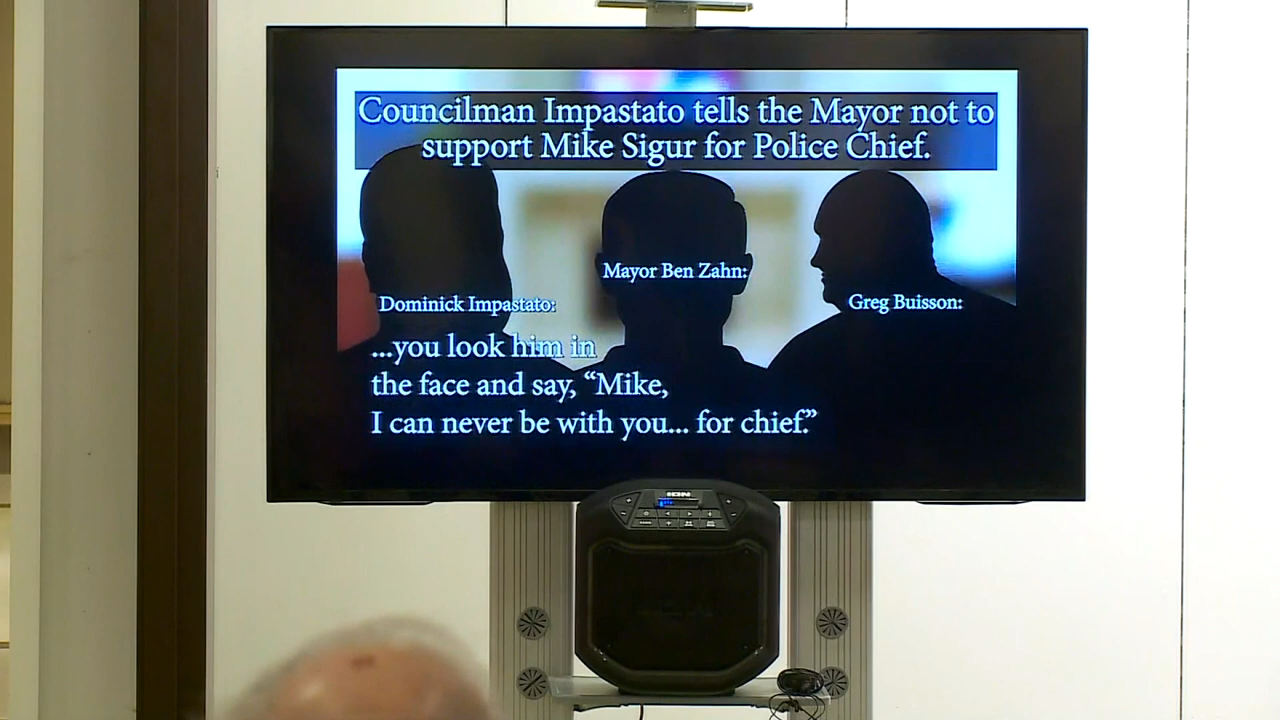 Councilman Impastato tells the Mayor not to
support Mike Sigur for Police Chief.
Mayor Ben Zahn:
Dominick Impastato:
Greg Buisson:
...you look him in
the face and say, “Mike,
I can never be with you... for chief.”
ION